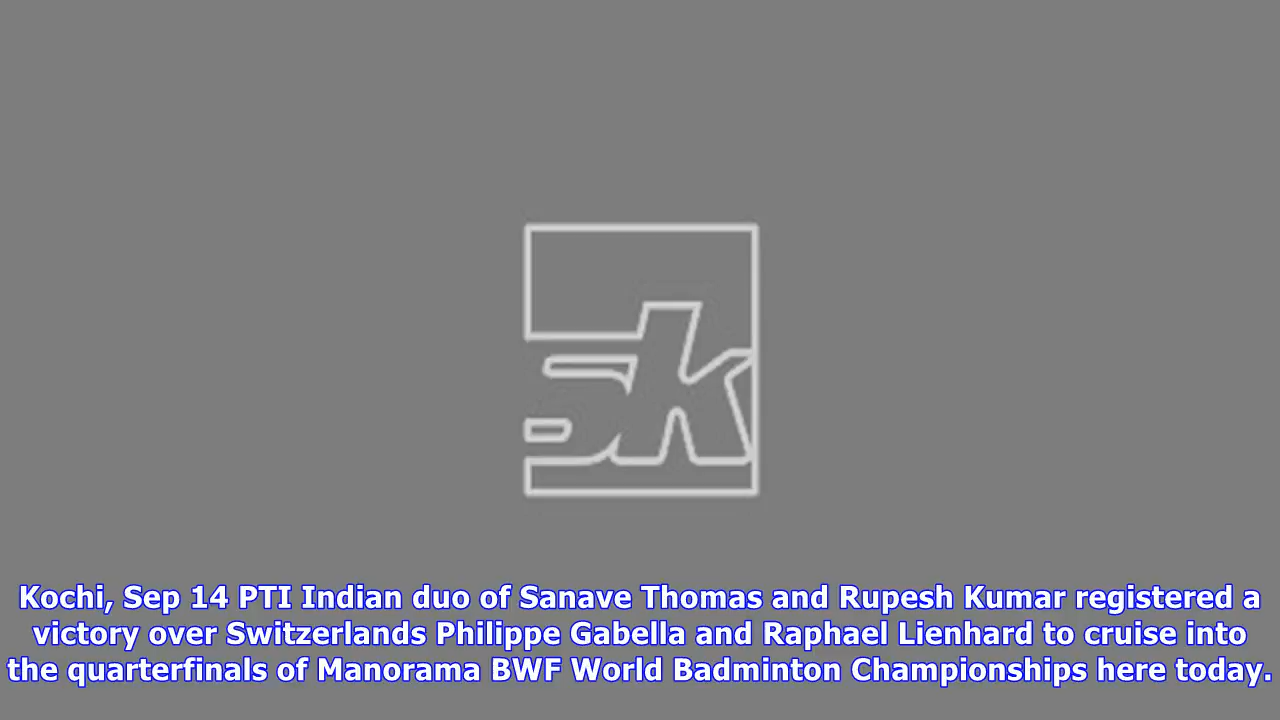 sk
Kochi, Sep 14 PTI Indian duo of Sanave Thomas and Rupesh Kumar registered a
victory over Switzerlands Philippe Gabella and Raphael Lienhard to cruise into
the quarterfinals of Manorama BWF World Badminton Championships here today.